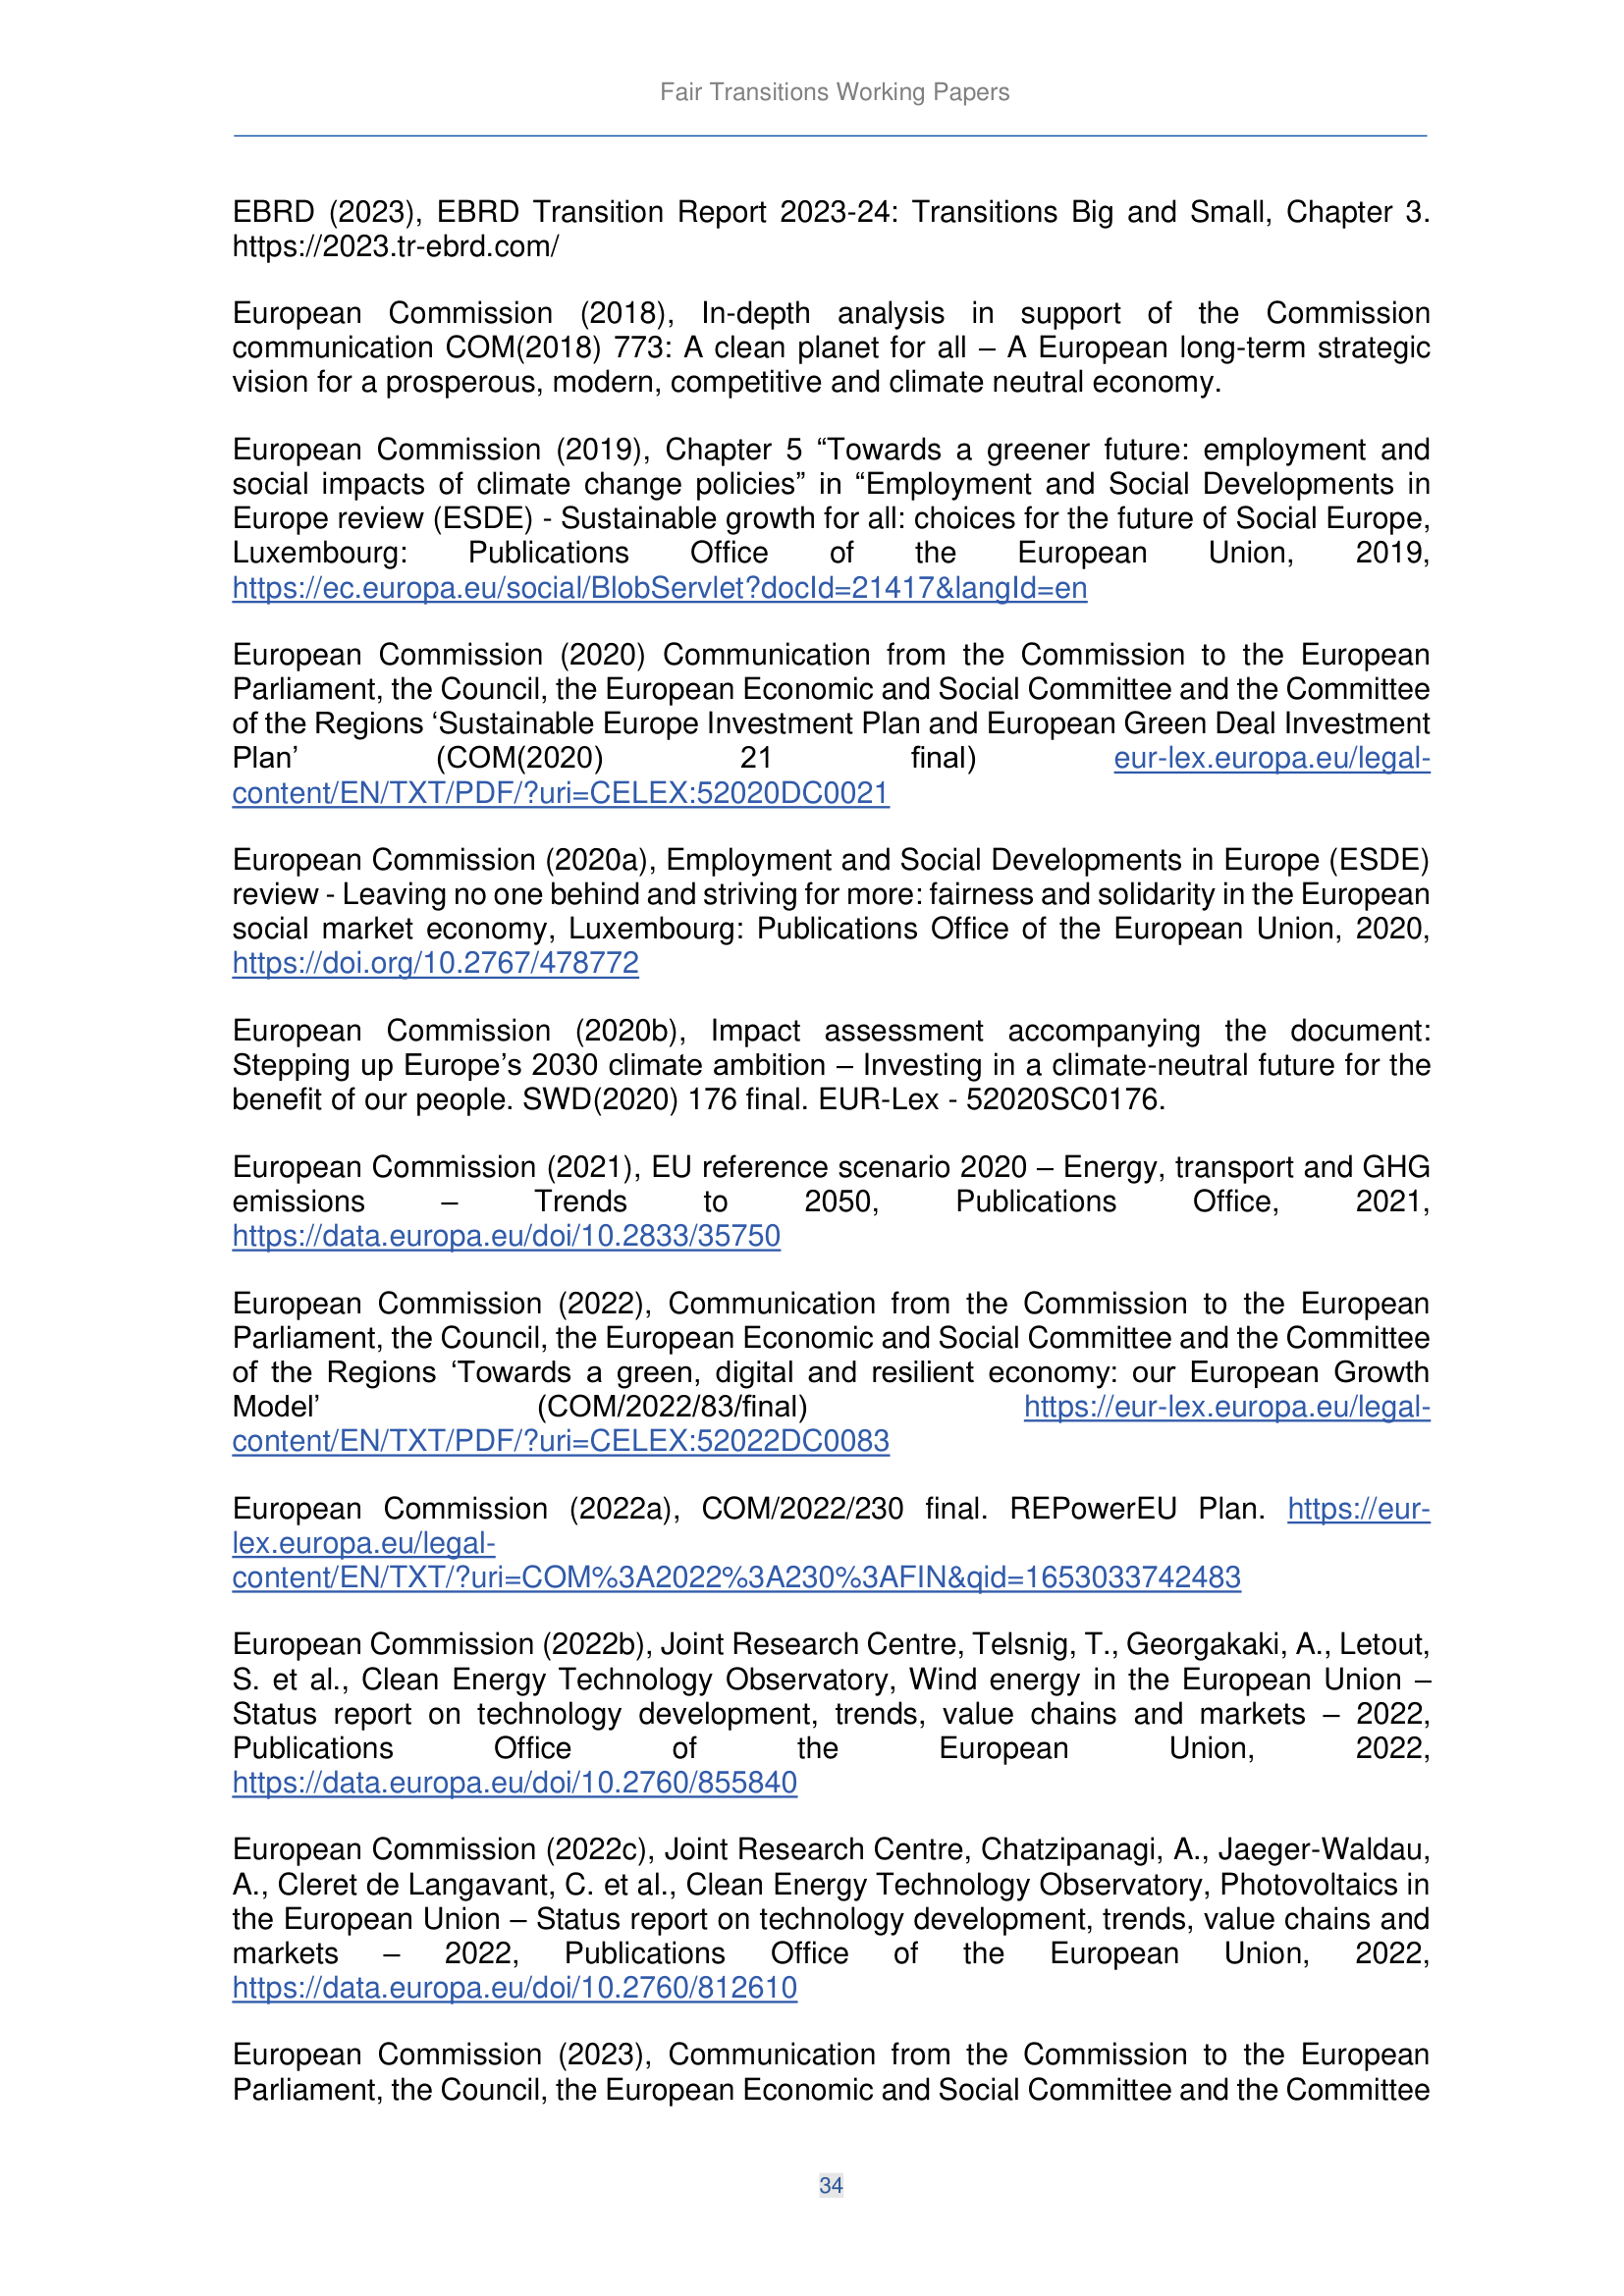 Fair Transitions Working Papers
EBRD (2023), EBRD Transition Report 2023-24: Transitions Big and Small, Chapter 3.
https://2023.tr-ebrd.com/
European Commission (2018), In-depth analysis in support of the Commission
communication COM(2018) 773: A clean planet for all – A European long-term strategic
vision for a prosperous, modern, competitive and climate neutral economy.
European Commission (2019), Chapter 5 “Towards a greener future: employment and
social impacts of climate change policies” in “Employment and Social Developments in
Europe review (ESDE) - Sustainable growth for all: choices for the future of Social Europe,
Luxembourg: Publications Office of the European Union, 2019,
https://ec.europa.eu/social/BlobServlet?docId=21417&langId=en
European Commission (2020) Communication from the Commission to the European
Parliament, the Council, the European Economic and Social Committee and the Committee
of the Regions ‘Sustainable Europe Investment Plan and European Green Deal Investment
Plan’ (COM(2020) 21 final) eur-lex.europa.eu/legal-
content/EN/TXT/PDF/?uri=CELEX:52020DC0021
European Commission (2020a), Employment and Social Developments in Europe (ESDE)
review - Leaving no one behind and striving for more: fairness and solidarity in the European
social market economy, Luxembourg: Publications Office of the European Union, 2020,
https://doi.org/10.2767/478772
European Commission (2020b), Impact assessment accompanying the document:
Stepping up Europe’s 2030 climate ambition – Investing in a climate-neutral future for the
benefit of our people. SWD(2020) 176 final. EUR-Lex - 52020SC0176.
European Commission (2021), EU reference scenario 2020 – Energy, transport and GHG
emissions – Trends to 2050, Publications Office, 2021,
https://data.europa.eu/doi/10.2833/35750
European Commission (2022), Communication from the Commission to the European
Parliament, the Council, the European Economic and Social Committee and the Committee
of the Regions ‘Towards a green, digital and resilient economy: our European Growth
Model’ (COM/2022/83/final) https://eur-lex.europa.eu/legal-
content/EN/TXT/PDF/?uri=CELEX:52022DC0083
European Commission (2022a), COM/2022/230 final. REPowerEU Plan. https://eur-
lex.europa.eu/legal-
content/EN/TXT/?uri=COM%3A2022%3A230%3AFIN&qid=1653033742483
European Commission (2022b), Joint Research Centre, Telsnig, T., Georgakaki, A., Letout,
S. et al., Clean Energy Technology Observatory, Wind energy in the European Union –
Status report on technology development, trends, value chains and markets – 2022,
Publications Office of the European Union, 2022,
https://data.europa.eu/doi/10.2760/855840
European Commission (2022c), Joint Research Centre, Chatzipanagi, A., Jaeger-Waldau,
A., Cleret de Langavant, C. et al., Clean Energy Technology Observatory, Photovoltaics in
the European Union – Status report on technology development, trends, value chains and
markets – 2022, Publications Office of the European Union, 2022,
https://data.europa.eu/doi/10.2760/812610
European Commission (2023), Communication from the Commission to the European
Parliament, the Council, the European Economic and Social Committee and the Committee
34